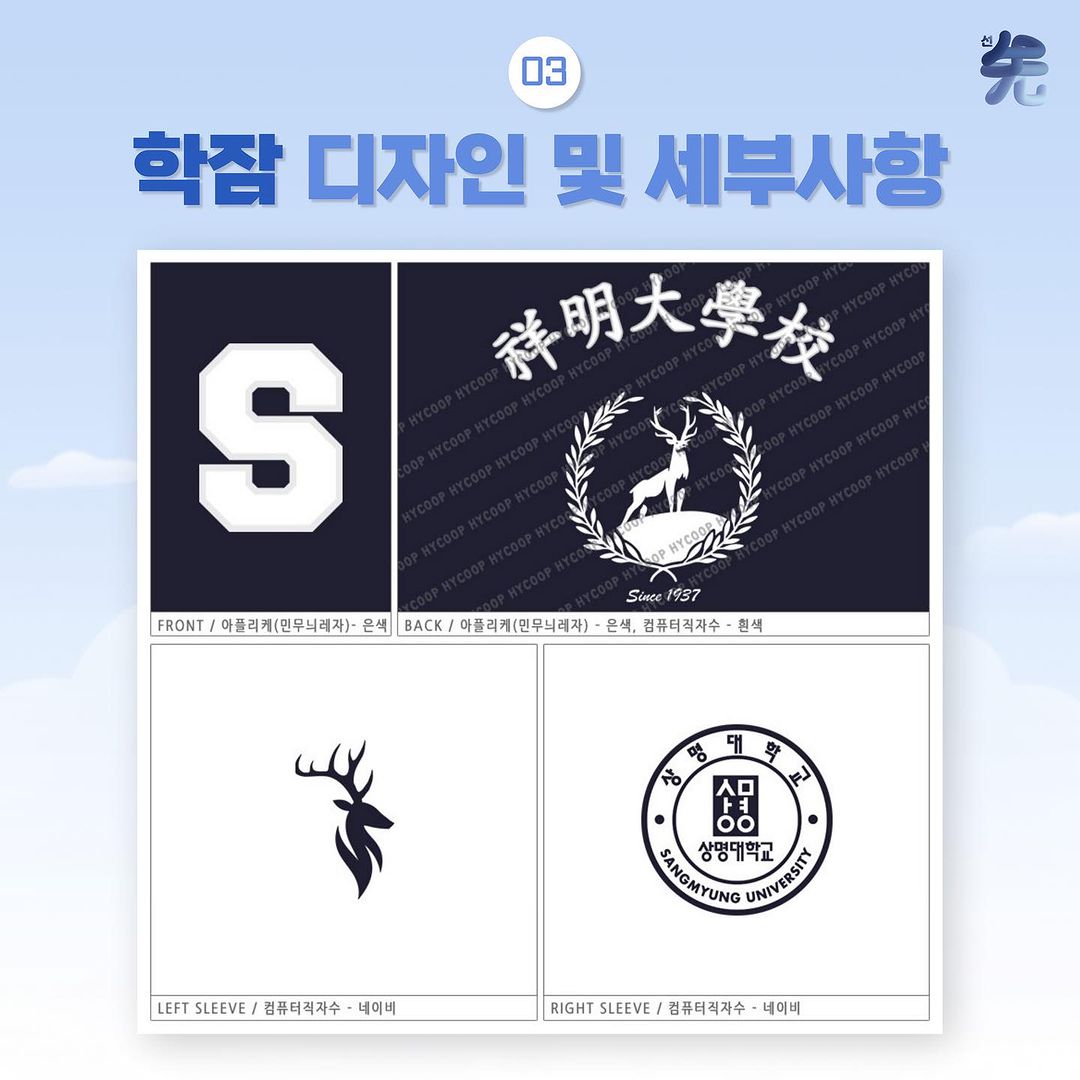 03
선
先
학잠 디자인 및 세부사항
S
祥明大學校
HYCOOP HYCOOP HYCOOP HYCOOP HYCOOP HYCOOP
Since 1937
FRONT / 아플리케(민무늬레자)- 은색
BACK / 아플리케(민무늬레자) - 은색, 컴퓨터직자수 - 흰색
상명대학교
상명
상명대학교
SANGMYUNG UNIVERSITY
LEFT SLEEVE / 컴퓨터직자수 - 네이비
RIGHT SLEEVE / 컴퓨터직자수 - 네이비